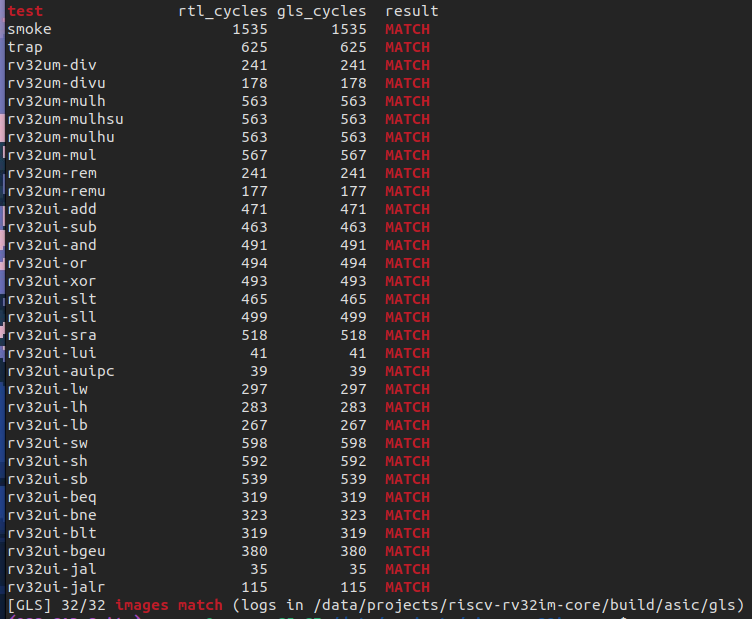 test rtl_cycles gls_cycles result
smoke 1535 1535 MATCH
trap 625 625 MATCH
rv32um-div 241 241 MATCH
rv32um-divu 178 178 MATCH
rv32um-mulh 563 563 MATCH
rv32um-mulhsu 563 563 MATCH
rv32um-mulhu 563 563 MATCH
rv32um-mul 567 567 MATCH
rv32um-rem 241 241 MATCH
rv32um-remu 177 177 MATCH
rv32ui-add 471 471 MATCH
rv32ui-sub 463 463 MATCH
rv32ui-and 491 491 MATCH
rv32ui-or 494 494 MATCH
rv32ui-xor 493 493 MATCH
rv32ui-slt 465 465 MATCH
rv32ui-sll 499 499 MATCH
rv32ui-sra 518 518 MATCH
rv32ui-lui 41 41 MATCH
rv32ui-auipc 39 39 MATCH
rv32ui-lw 297 297 MATCH
rv32ui-lh 283 283 MATCH
rv32ui-lb 267 267 MATCH
rv32ui-sw 598 598 MATCH
rv32ui-sh 592 592 MATCH
rv32ui-sb 539 539 MATCH
rv32ui-beq 319 319 MATCH
rv32ui-bne 323 323 MATCH
rv32ui-blt 319 319 MATCH
rv32ui-bgeu 380 380 MATCH
rv32ui-jal 35 35 MATCH
rv32ui-jalr 115 115 MATCH
[GLS] 32/32 images match (logs in /data/projects/riscv-rv32im-core/build/asic/gls)